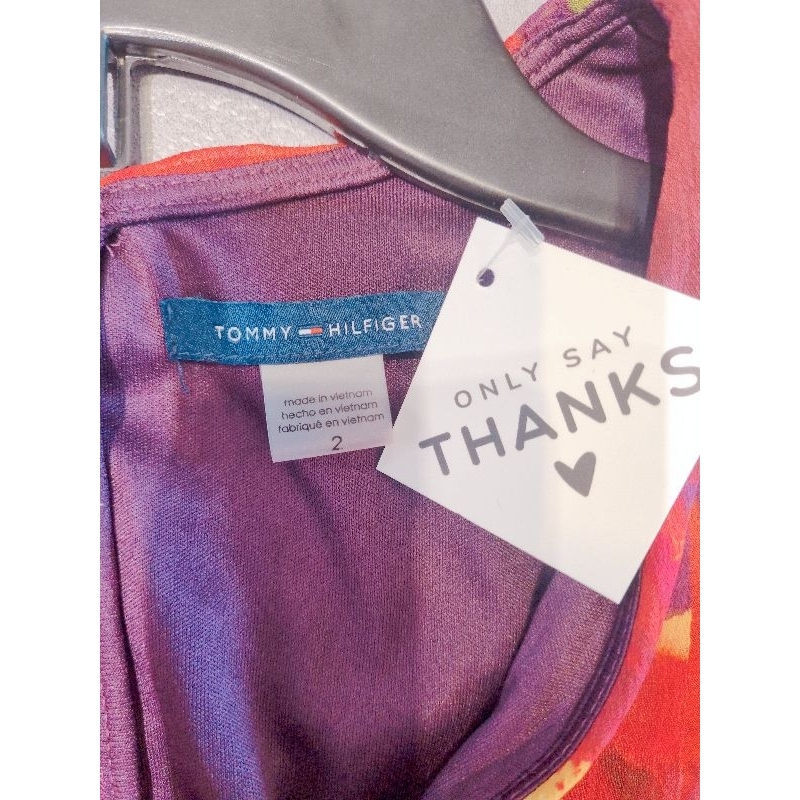 TOMMY HILFIGER
made in vietnam
hecho en vietnam
fabriqué en vietnam
2
ONLY SAY
THANKS